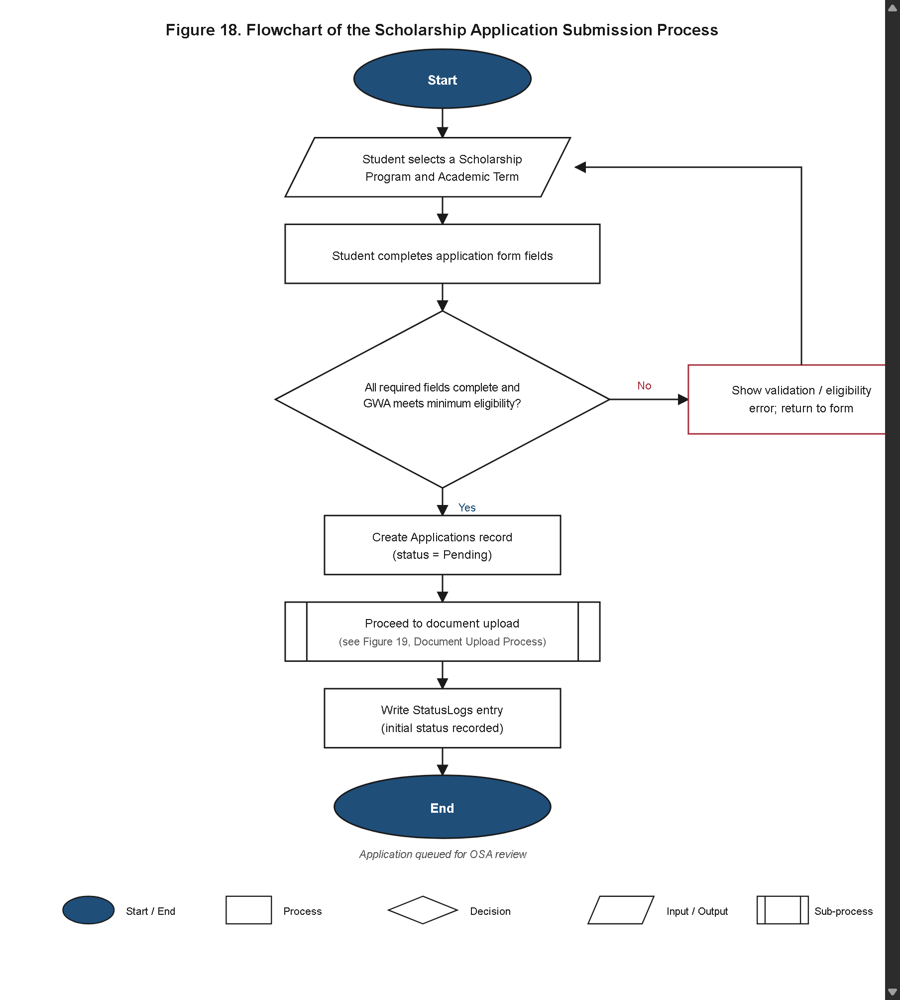 Figure 18. Flowchart of the Scholarship Application Submission Process
Start
Student selects a Scholarship
Program and Academic Term
Student completes application form fields
All required fields complete and
GWA meets minimum eligibility?
No
Show validation / eligibility
error; return to form
Yes
Create Applications record
(status = Pending)
Proceed to document upload
(see Figure 19, Document Upload Process)
Write StatusLogs entry
(initial status recorded)
End
Application queued for OSA review
Start / End
Process
Decision
Input / Output
Sub-process